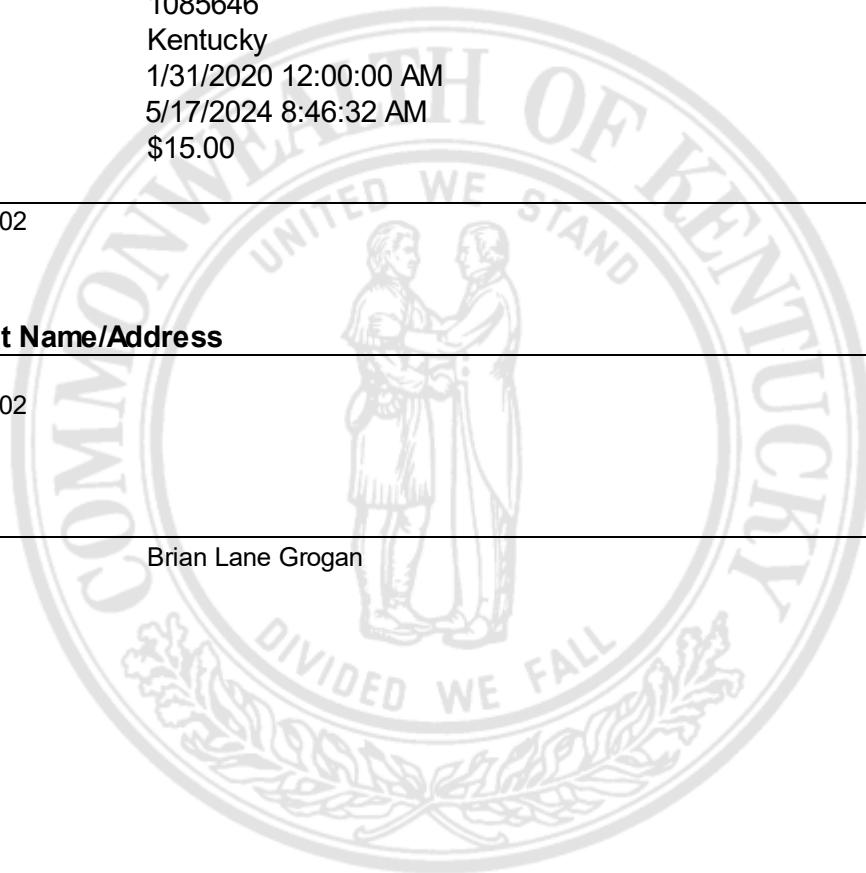 1085646
Kentucky
1/31/2020 12:00:00 AM
5/17/2024 8:46:32 AM
$15.00
02
t Name/Address
02
Brian Lane Grogan
COMMONWEALTH OF KENTUCKY
UNITED WE STAND
DIVIDED WE FALL